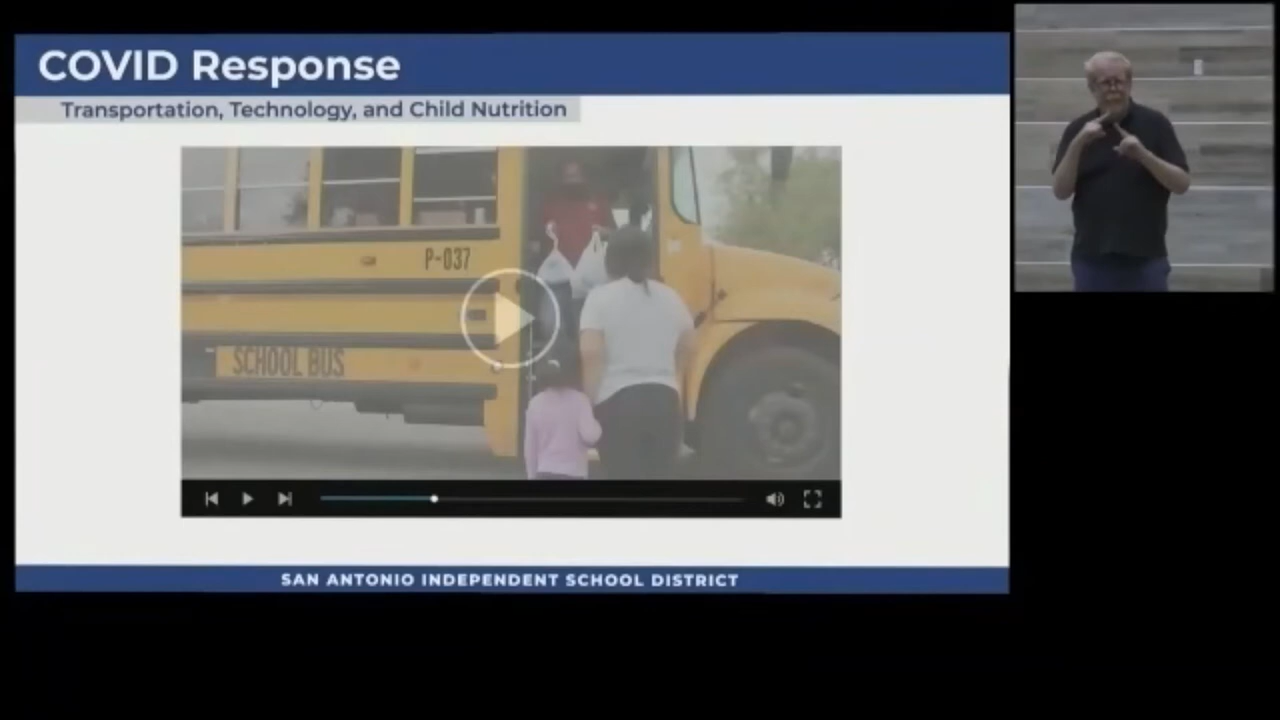 COVID Response
Transportation, Technology, and Child Nutrition
P-037
SCHOOL BUS
SAN ANTONIO INDEPENDENT SCHOOL DISTRICT